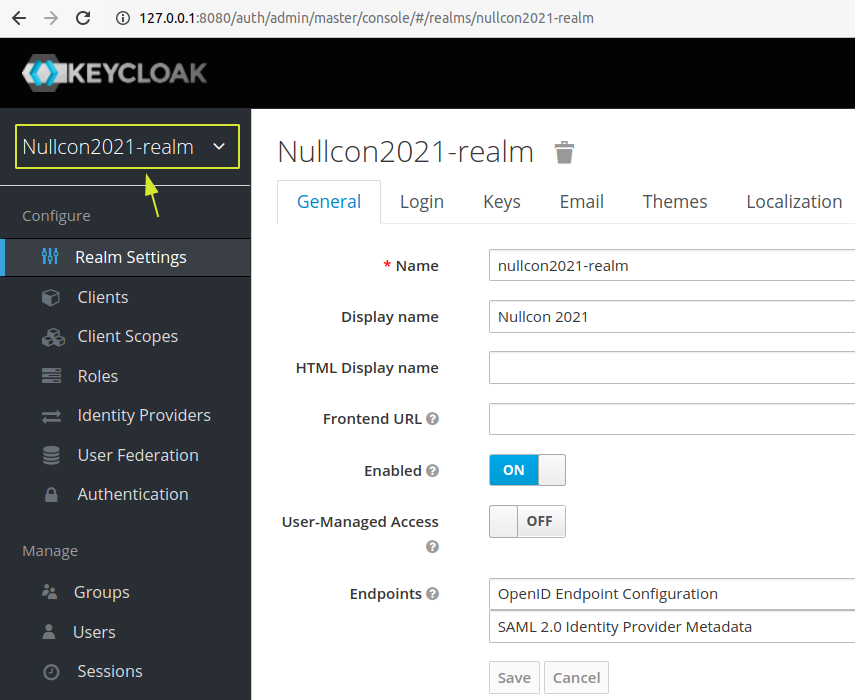 127.0.0.1:8080/auth/admin/master/console/#/realms/nullcon2021-realm
KEYCLOAK
Nullcon2021-realm
Configure
Realm Settings
Clients
Client Scopes
Roles
Identity Providers
User Federation
Authentication
Manage
Groups
Users
Sessions
Nullcon2021-realm
General Login Keys Email Themes Localization
* Name nullcon2021-realm
Display name Nullcon 2021
HTML Display name
Frontend URL ?
Enabled ? ON
User-Managed Access OFF
?
Endpoints ? OpenID Endpoint Configuration
SAML 2.0 Identity Provider Metadata
Save Cancel